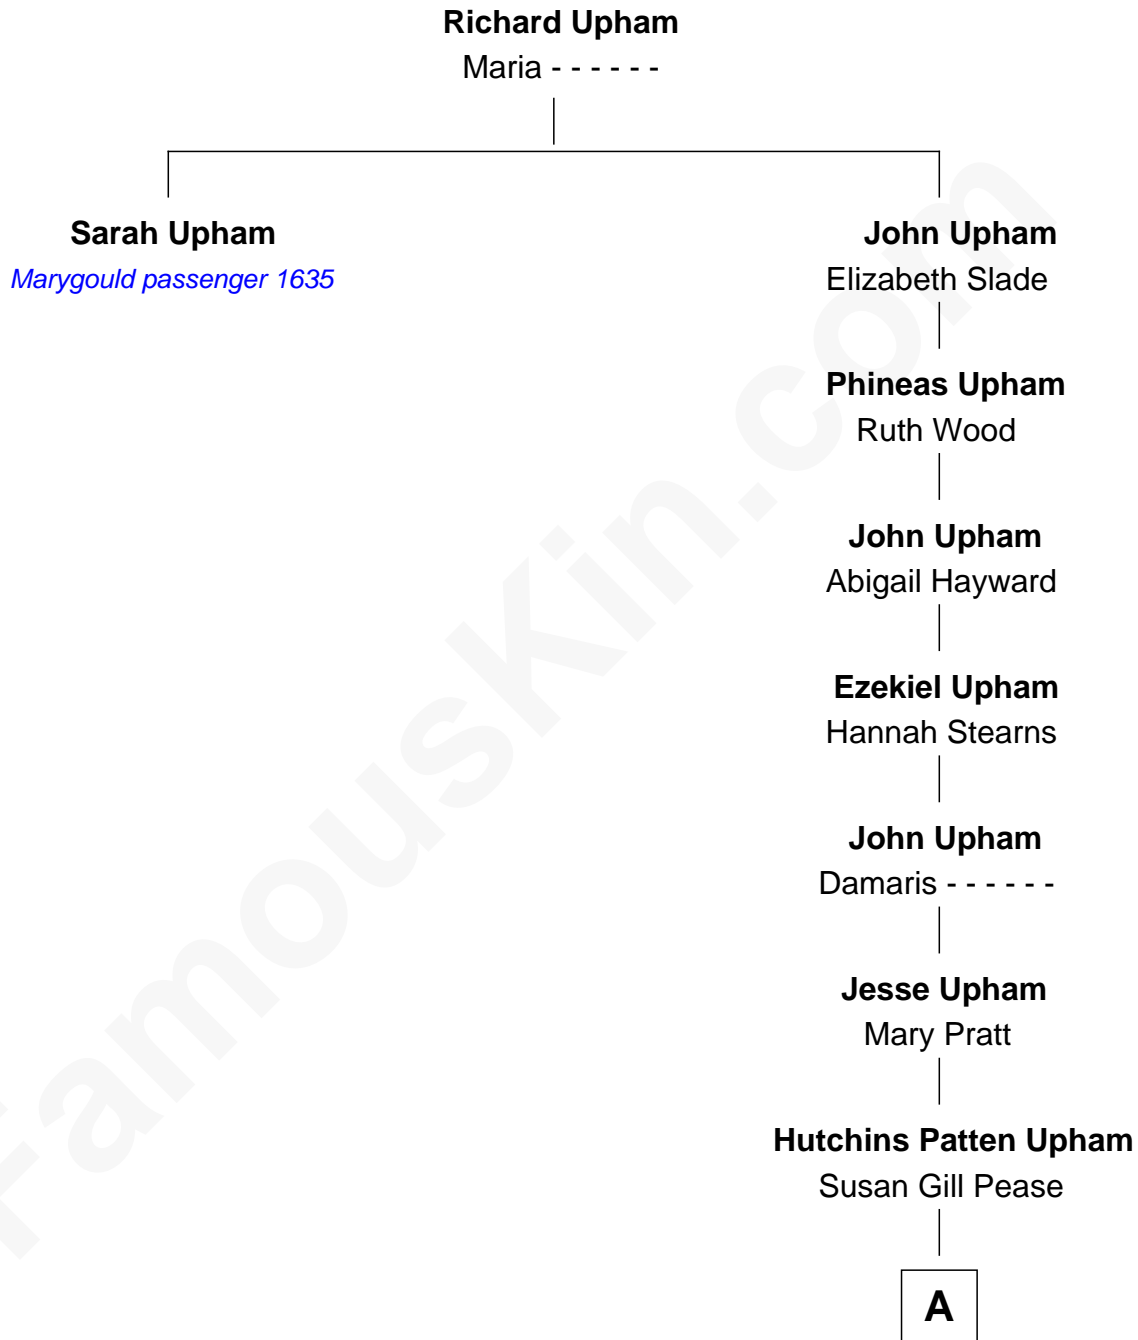 Richard Upham
Maria - - - - - -
Sarah Upham
Marygould passenger 1635
John Upham
Elizabeth Slade
Phineas Upham
Ruth Wood
John Upham
Abigail Hayward
Ezekiel Upham
Hannah Stearns
John Upham
Damaris - - - - - -
Jesse Upham
Mary Pratt
Hutchins Patten Upham
Susan Gill Pease
A
FamousKin.com